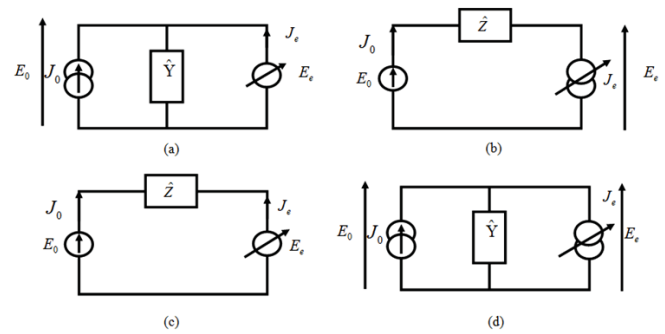 E₀ J₀ Ŷ Jₑ Eₑ
(a)
J₀ E₀ Ẑ Jₑ Eₑ
(b)
J₀ E₀ Ẑ Jₑ Eₑ
(c)
E₀ J₀ Ŷ Jₑ Eₑ
(d)